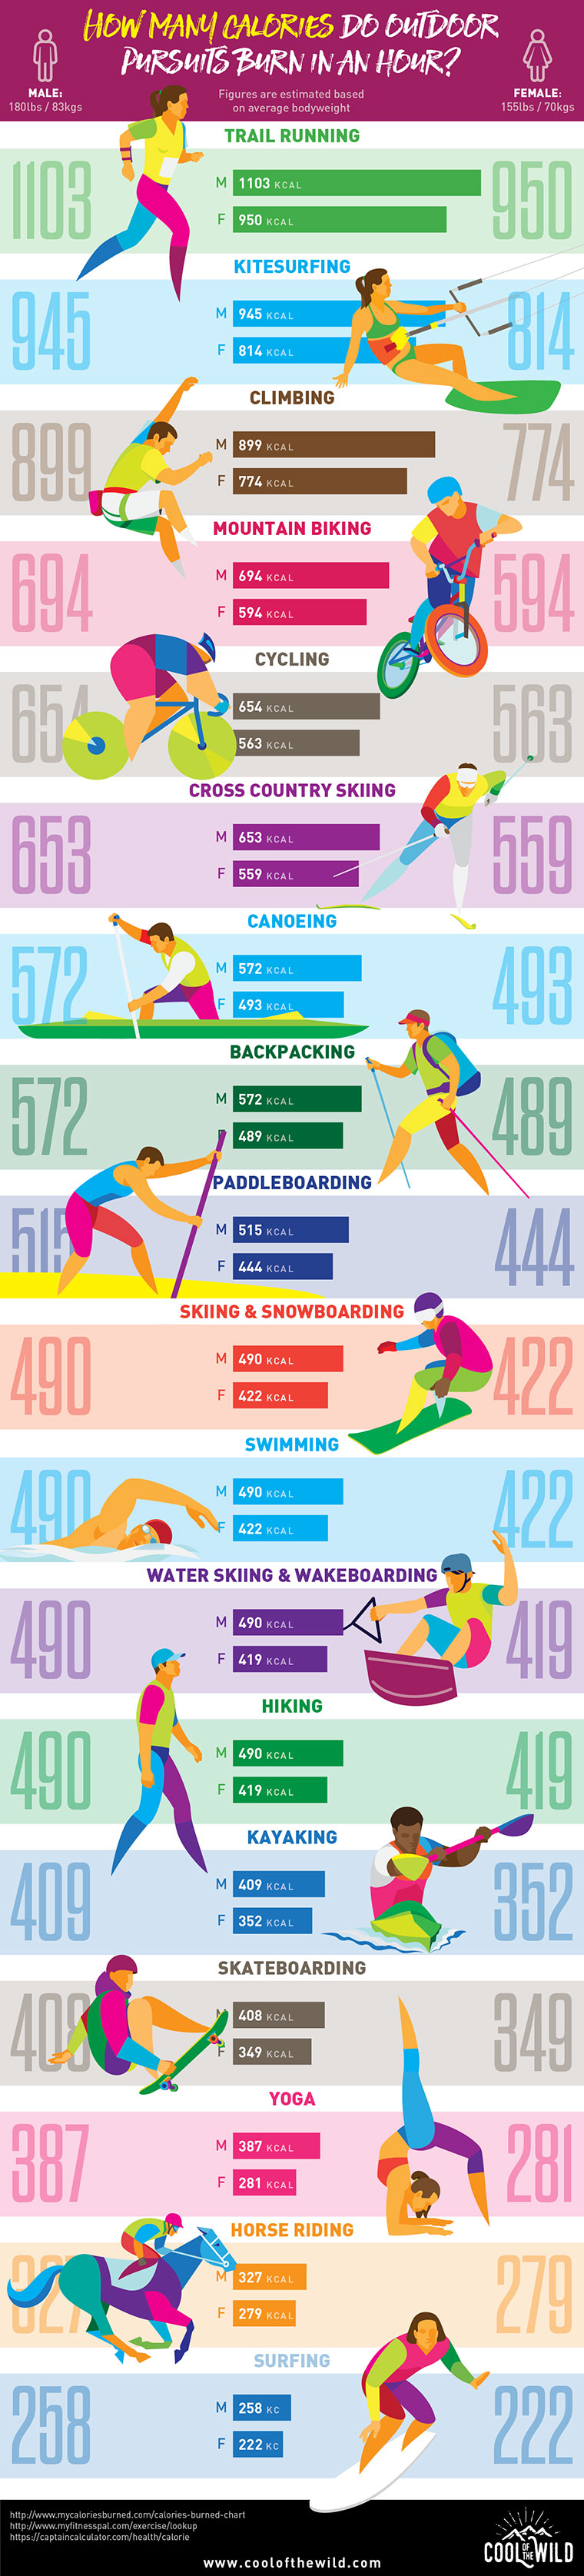 HOW MANY CALORIES DO OUTDOOR
PURSUITS BURN IN AN HOUR?
MALE:
180lbs / 83kgs
Figures are estimated based
on average bodyweight
FEMALE:
155lbs / 70kgs
TRAIL RUNNING
1103
M 1103 KCAL
F 950 KCAL
950
KITESURFING
945
M 945 KCAL
F 814 KCAL
814
CLIMBING
899
M 899 KCAL
F 774 KCAL
774
MOUNTAIN BIKING
694
M 694 KCAL
F 594 KCAL
594
CYCLING
654
654 KCAL
563 KCAL
563
CROSS COUNTRY SKIING
653
M 653 KCAL
F 559 KCAL
559
CANOEING
572
M 572 KCAL
F 493 KCAL
493
BACKPACKING
572
M 572 KCAL
489 KCAL
489
PADDLEBOARDING
515
M 515 KCAL
F 444 KCAL
444
SKIING & SNOWBOARDING
490
M 490 KCAL
F 422 KCAL
422
SWIMMING
490
M 490 KCAL
F 422 KCAL
422
WATER SKIING & WAKEBOARDING
490
M 490 KCAL
F 419 KCAL
419
HIKING
490
M 490 KCAL
F 419 KCAL
419
KAYAKING
409
M 409 KCAL
F 352 KCAL
352
SKATEBOARDING
408
M 408 KCAL
F 349 KCAL
349
YOGA
387
M 387 KCAL
F 281 KCAL
281
HORSE RIDING
327
M 327 KCAL
F 279 KCAL
279
SURFING
258
M 258 KC
F 222 KC
222
http://www.mycaloriesburned.com/calories-burned-chart
http://www.myfitnesspal.com/exercise/lookup
https://captaincalculator.com/health/calorie
www.coolofthewild.com
COOL OF THE WILD